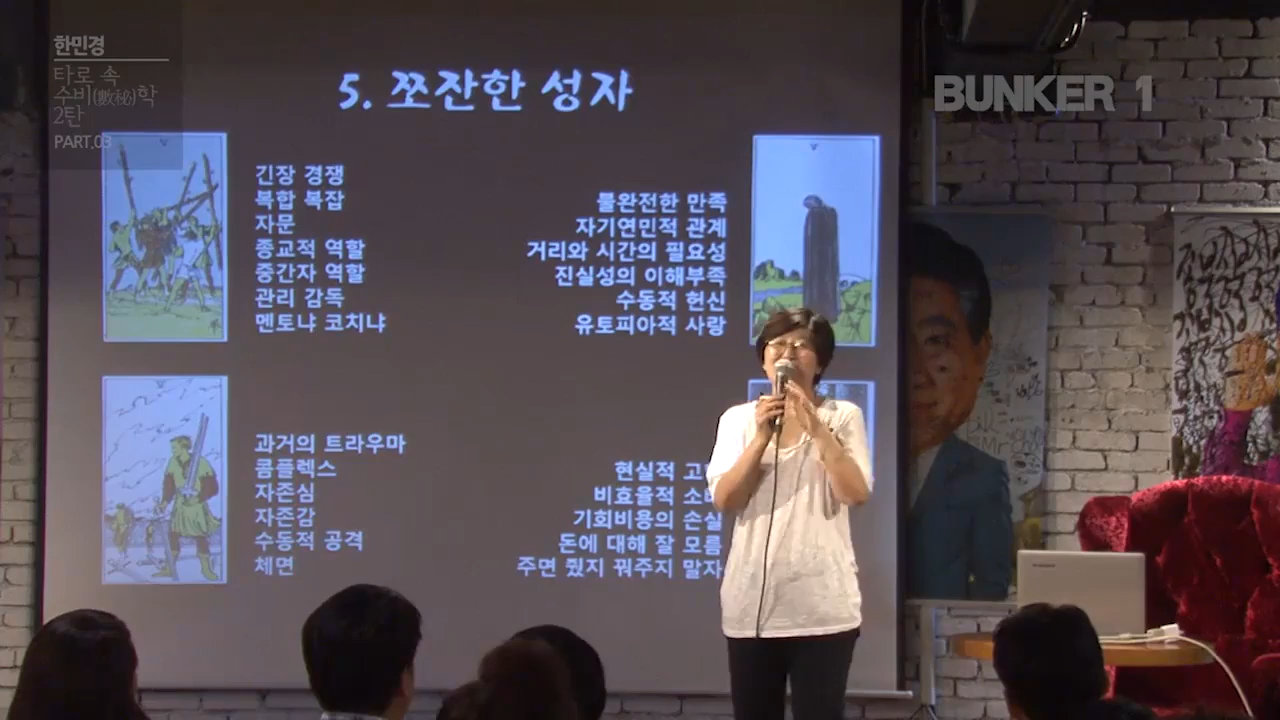 한민경
타로 속
수비(數秘)학
2탄
PART.03
BUNKER 1
5. 쪼잔한 성자
긴장 경쟁
복합 복잡
자문
종교적 역할
중간자 역할
관리 감독
멘토냐 코치냐
불완전한 만족
자기연민적 관계
거리와 시간의 필요성
진실성의 이해부족
수동적 헌신
유토피아적 사랑
과거의 트라우마
콤플렉스
자존심
자존감
수동적 공격
체면
현실적
비효율적
기회비용의 손실
돈에 대해 잘 모름
주면 줬지 꿔주지 말자